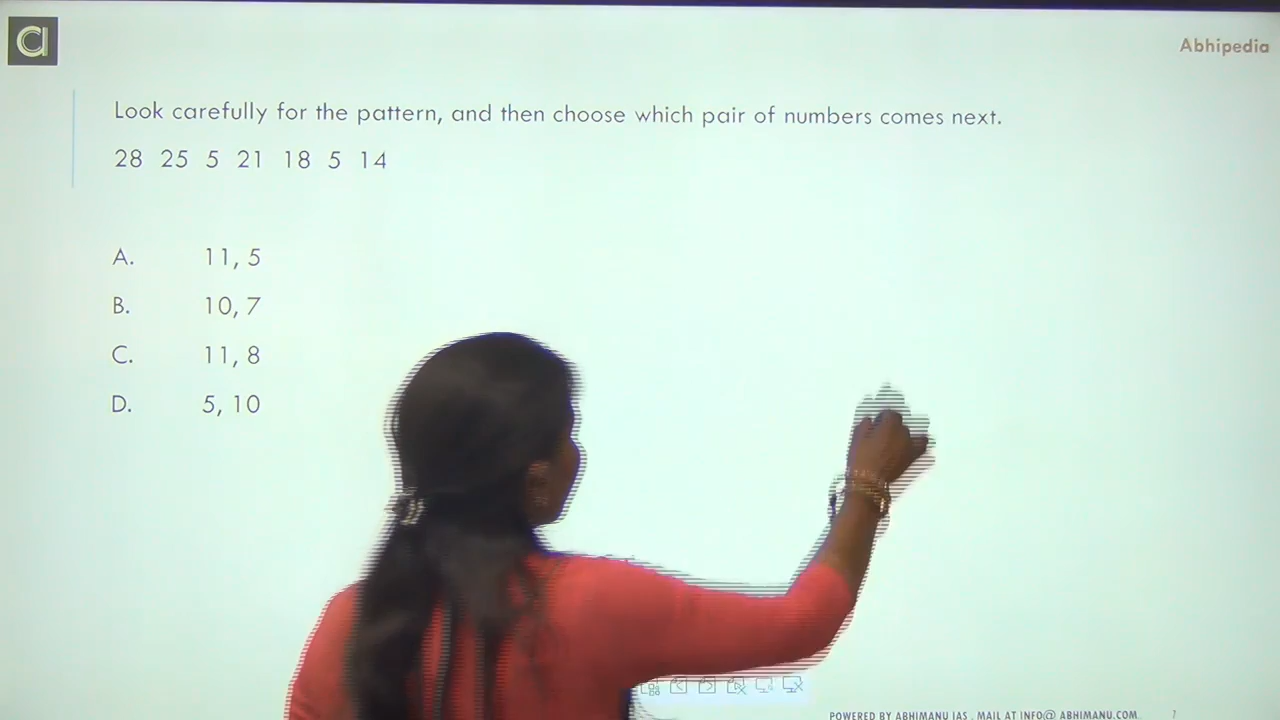 a
Abhipedia
Look carefully for the pattern, and then choose which pair of numbers comes next.
28 25 5 21 18 5 14
A. 11, 5
B. 10, 7
C. 11, 8
D. 5, 10
POWERED BY ABHIMANU IAS . MAIL AT INFO@ ABHIMANU.COM 7